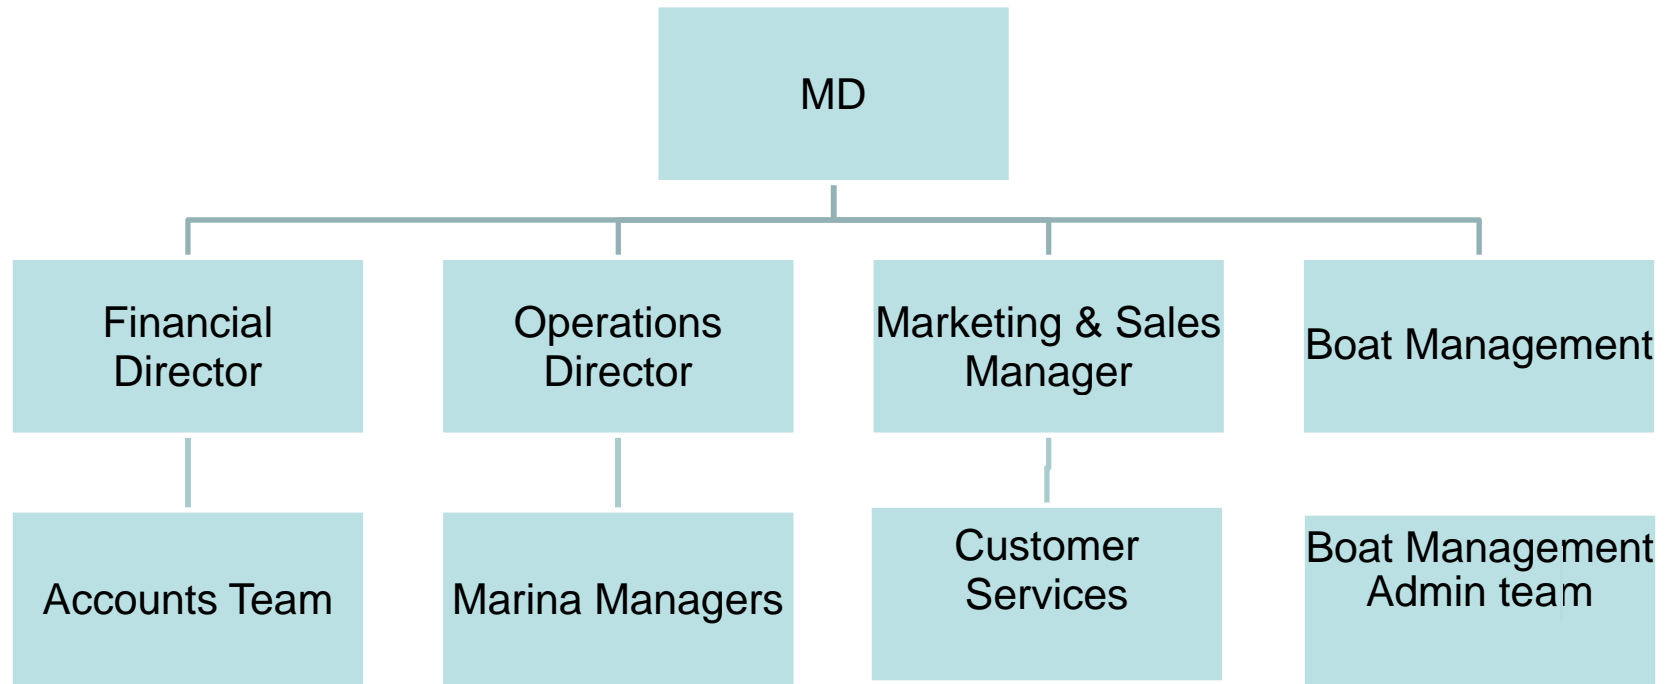 MD
Financial
Director
Operations
Director
Marketing & Sales
Manager
Boat Management
Accounts Team
Marina Managers
Customer
Services
Boat Management
Admin team